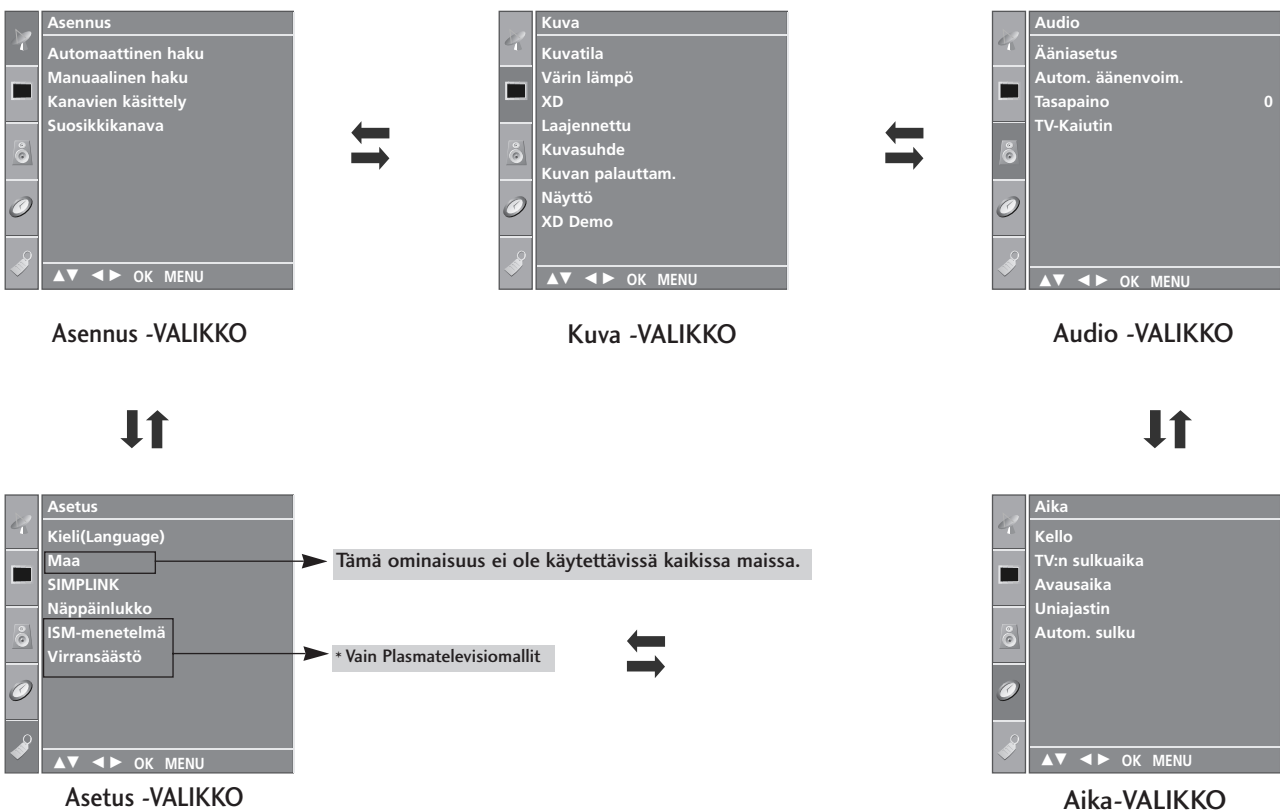 Asennus
Automaattinen haku
Manuaalinen haku
Kanavien käsittely
Suosikkikanava
▲▼ ◄► OK MENU
Asennus -VALIKKO
Kuva
Kuvatila
Värin lämpö
XD
Laajennettu
Kuvasuhde
Kuvan palauttam.
Näyttö
XD Demo
▲▼ ◄► OK MENU
Kuva -VALIKKO
Audio
Ääniasetus
Autom. äänenvoim.
Tasapaino 0
TV-Kaiutin
▲▼ ◄► OK MENU
Audio -VALIKKO
Asetus
Kieli(Language)
Maa
SIMPLINK
Näppäinlukko
ISM-menetelmä
Virransäästö
▲▼ ◄► OK MENU
Asetus -VALIKKO
Tämä ominaisuus ei ole käytettävissä kaikissa maissa.
* Vain Plasmatelevisiomallit
Aika
Kello
TV:n sulkuaika
Avausaika
Uniajastin
Autom. sulku
▲▼ ◄► OK MENU
Aika-VALIKKO